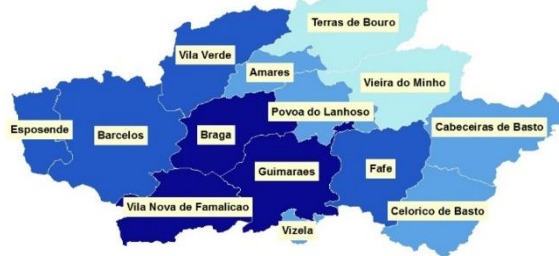 Terras de Bouro
Vila Verde
Amares
Vieira do Minho
Povoa do Lanhoso
Esposende
Barcelos
Braga
Cabeceiras de Basto
Guimaraes
Fafe
Vila Nova de Famalicao
Celorico de Basto
Vizela